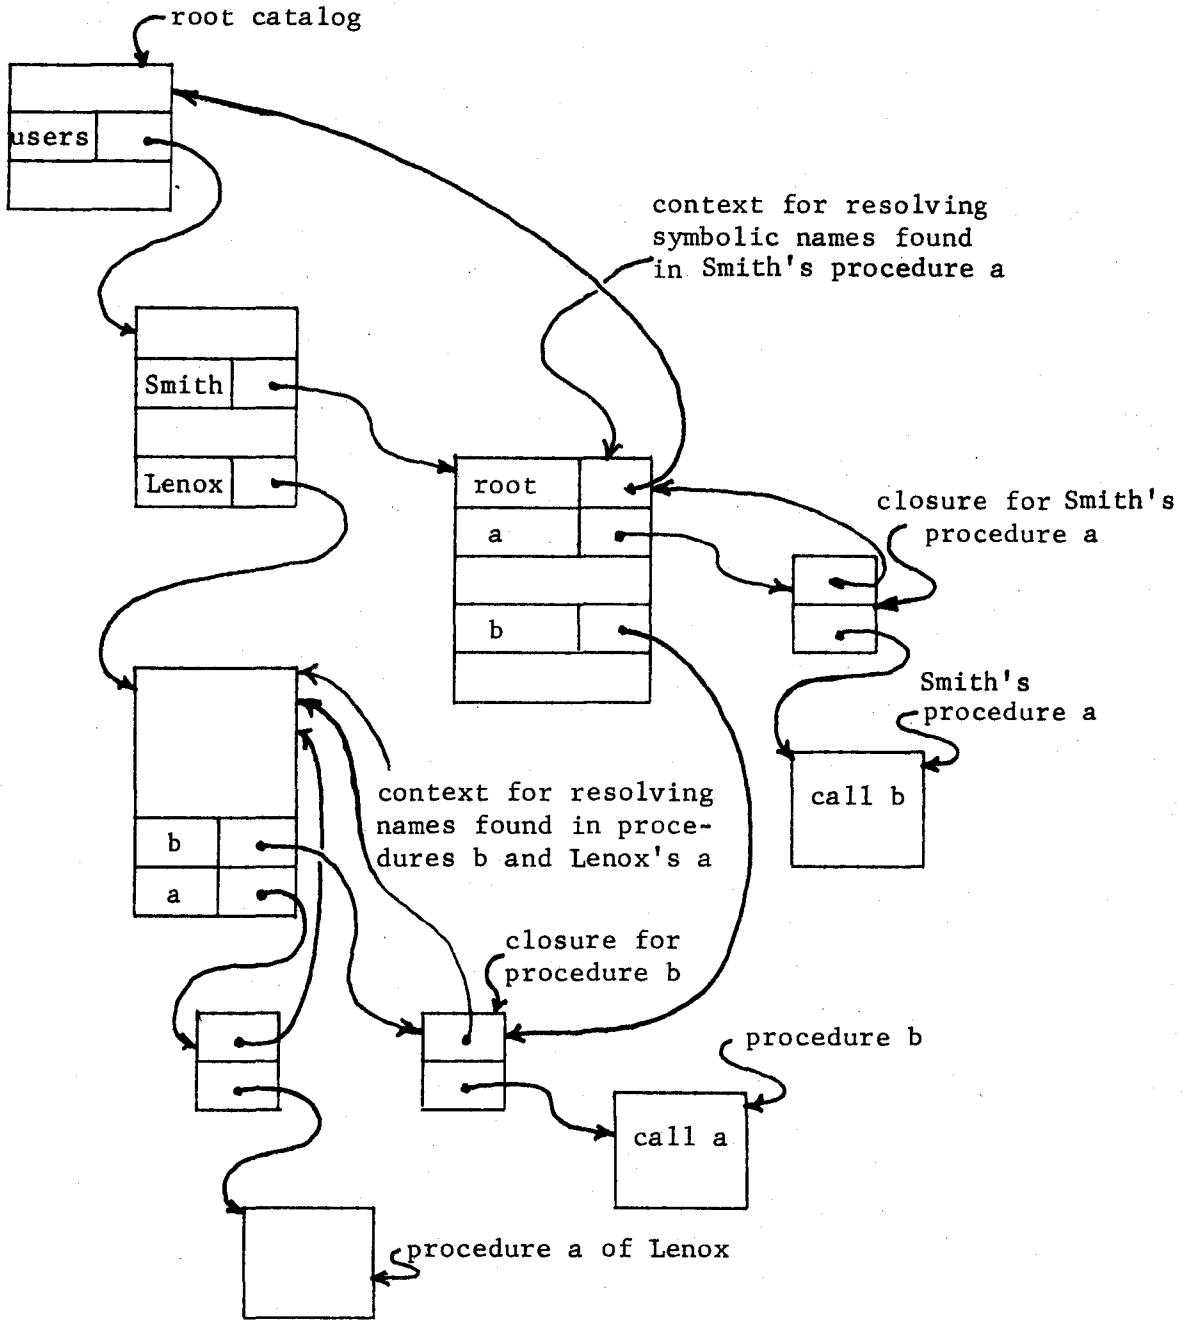 root catalog
users
context for resolving
symbolic names found
in Smith's procedure a
Smith
Lenox
root
a
b
closure for Smith's
procedure a
Smith's
procedure a
call b
b
a
context for resolving
names found in proce-
dures b and Lenox's a
closure for
procedure b
procedure b
call a
procedure a of Lenox